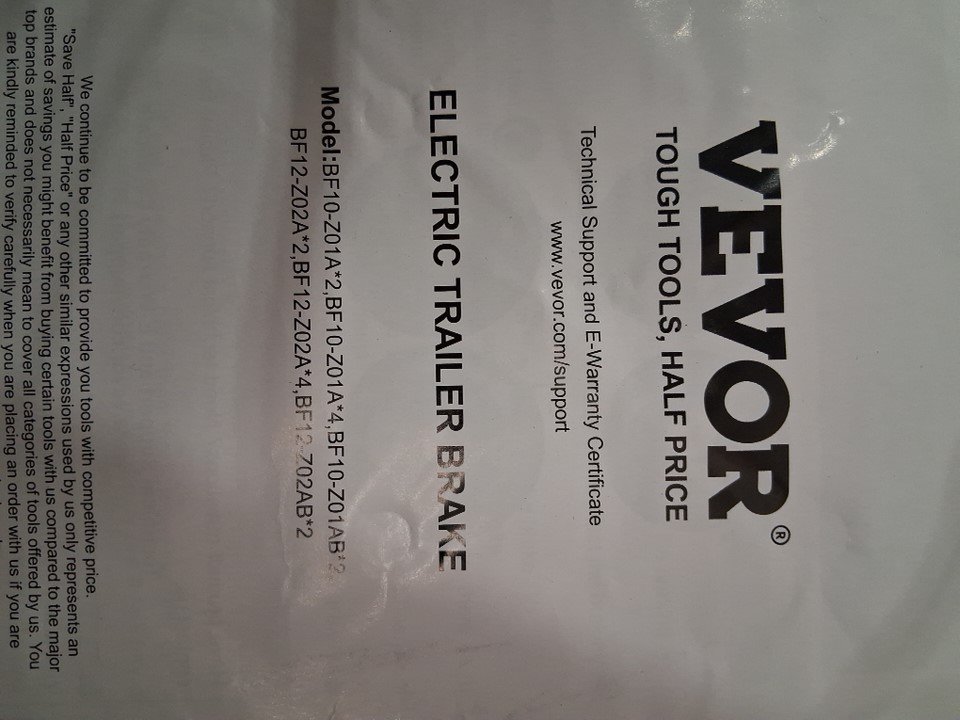 VEVOR®
TOUGH TOOLS, HALF PRICE
Technical Support and E-Warranty Certificate
www.vevor.com/support
ELECTRIC TRAILER BRAKE
Model:BF10-Z01A*2,BF10-Z01A*4,BF10-Z01AB*2,
BF12-Z02A*2,BF12-Z02A*4,BF12-Z02AB*2
We continue to be committed to provide you tools with competitive price.
"Save Half", "Half Price" or any other similar expressions used by us only represents an
estimate of savings you might benefit from buying certain tools with us compared to the major
top brands and does not necessarily mean to cover all categories of tools offered by us. You
are kindly reminded to verify carefully when you are placing an order with us if you are